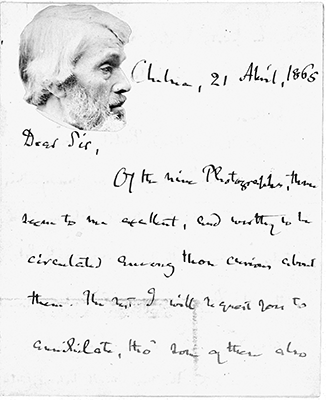 Chelsea, 21 April, 1865
Dear Sir,
Of the nine Photographs, three
seem to me excellent, and worthy to be
circulated among those curious about
them. The rest I will request you to
annihilate, tho' some of them also